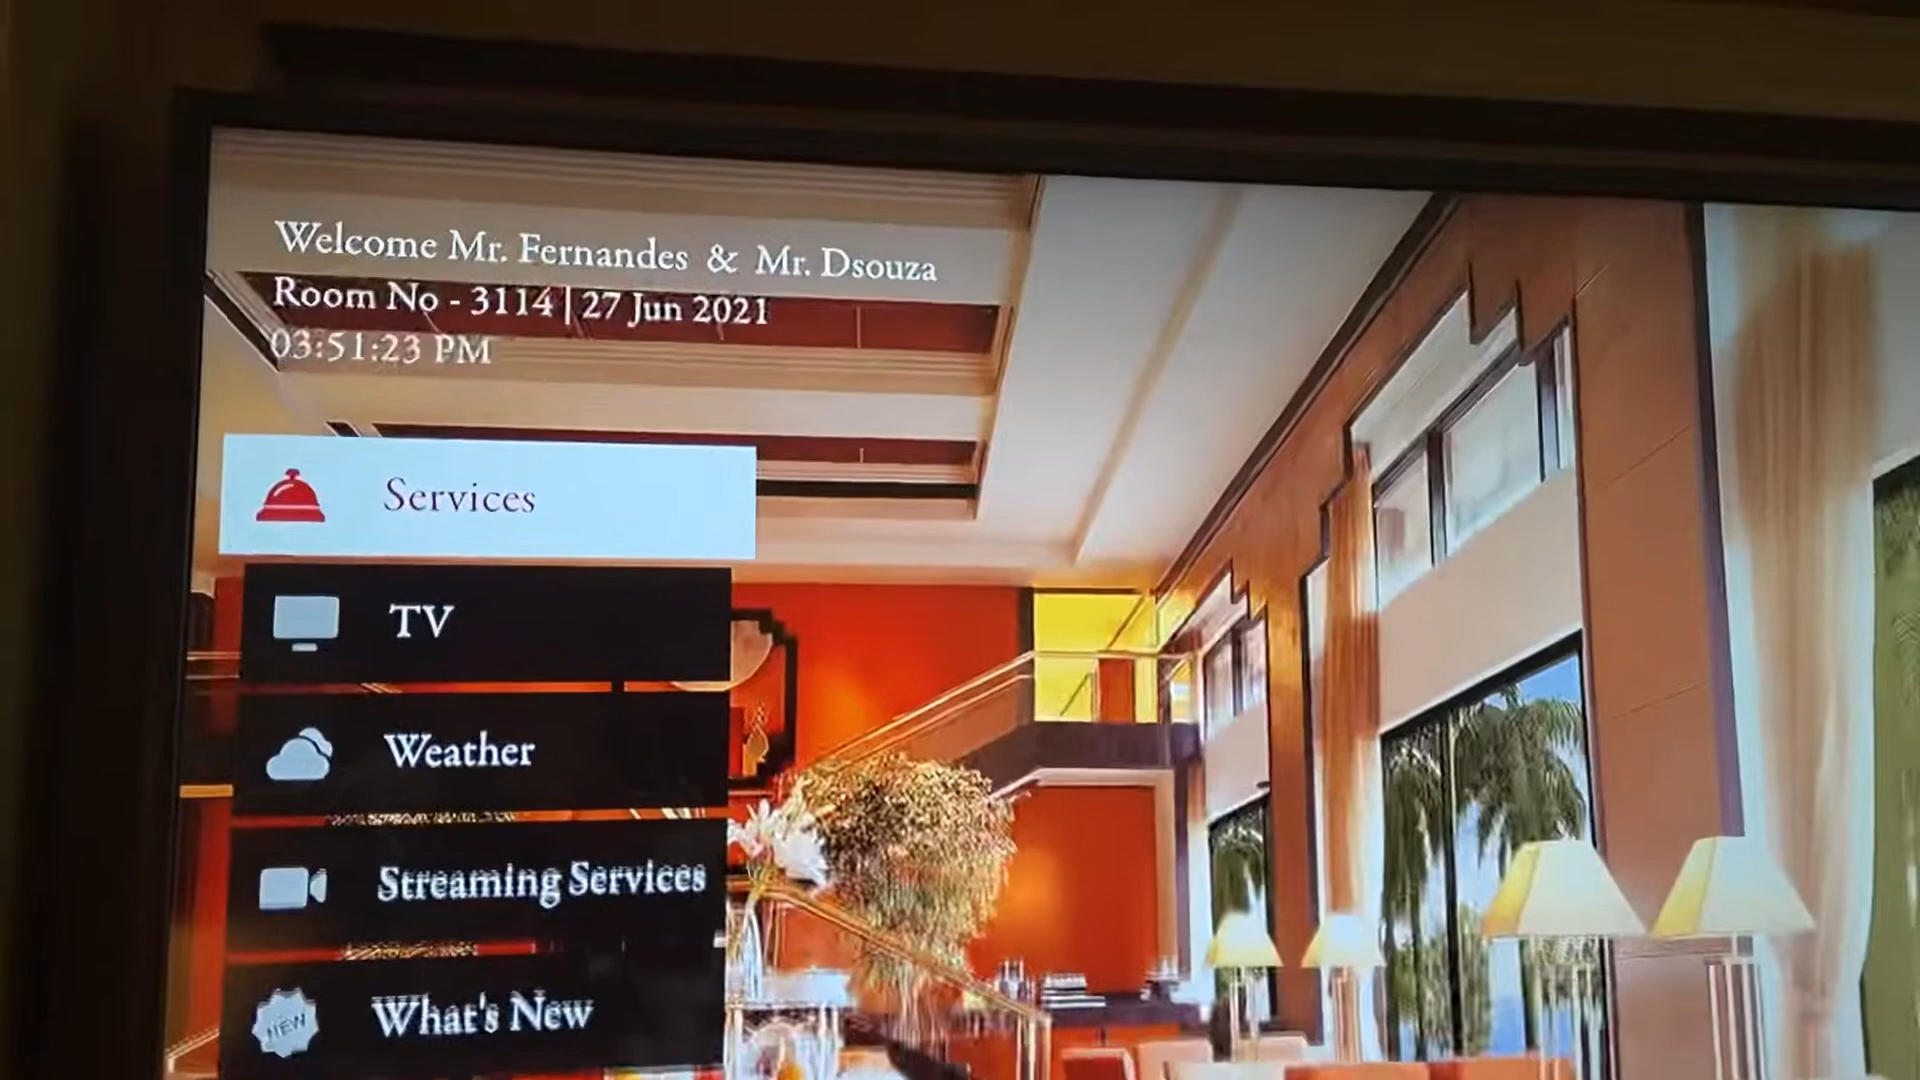 Welcome Mr. Fernandes & Mr. Dsouza
Room No - 3114 | 27 Jun 2021
03:51:23 PM
Services
TV
Weather
Streaming Services
NEW
What's New